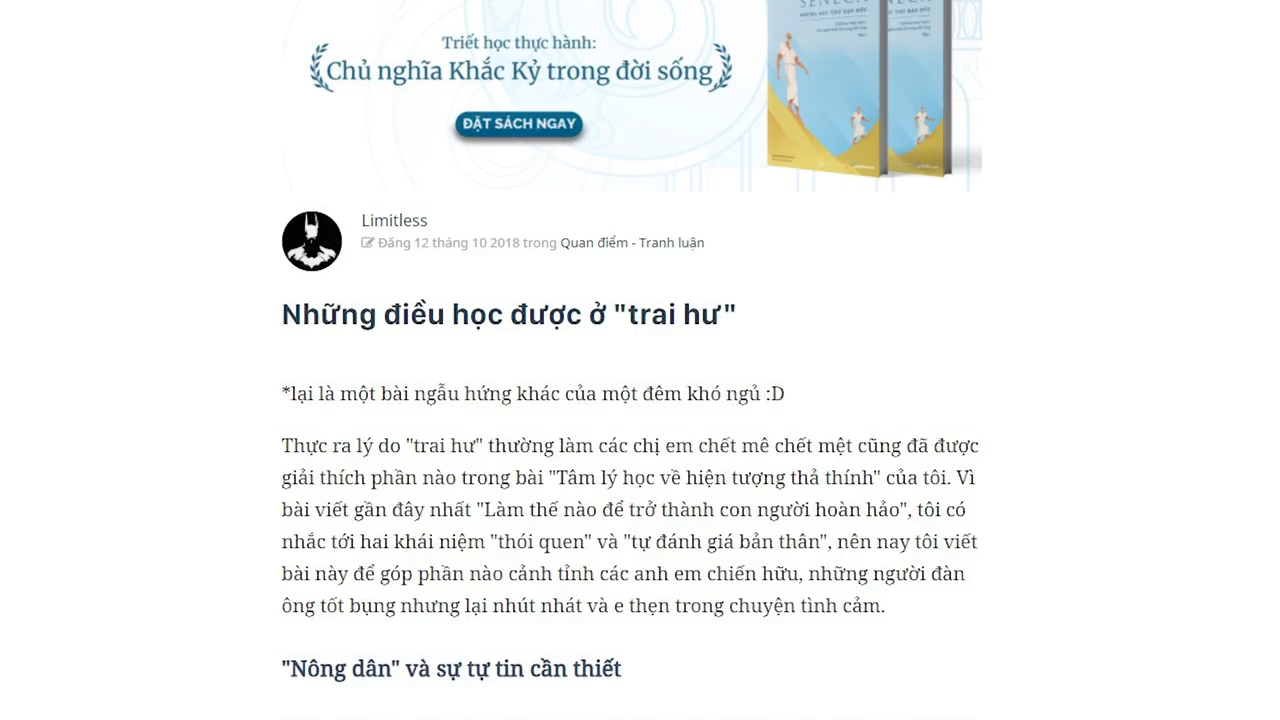 SENECA
NHỮNG BỨC THƯ ĐẠO ĐỨC
Triết học thực hành:
Chủ nghĩa Khắc Kỷ trong đời sống
ĐẶT SÁCH NGAY
Limitless
Đăng 12 tháng 10 2018 trong Quan điểm - Tranh luận
Những điều học được ở "trai hư"
*lại là một bài ngẫu hứng khác của một đêm khó ngủ :D
Thực ra lý do "trai hư" thường làm các chị em chết mê chết mệt cũng đã được
giải thích phần nào trong bài "Tâm lý học về hiện tượng thả thính" của tôi. Vì
bài viết gần đây nhất "Làm thế nào để trở thành con người hoàn hảo", tôi có
nhắc tới hai khái niệm "thói quen" và "tự đánh giá bản thân", nên nay tôi viết
bài này để góp phần nào cảnh tỉnh các anh em chiến hữu, những người đàn
ông tốt bụng nhưng lại nhút nhát và e thẹn trong chuyện tình cảm.
"Nông dân" và sự tự tin cần thiết